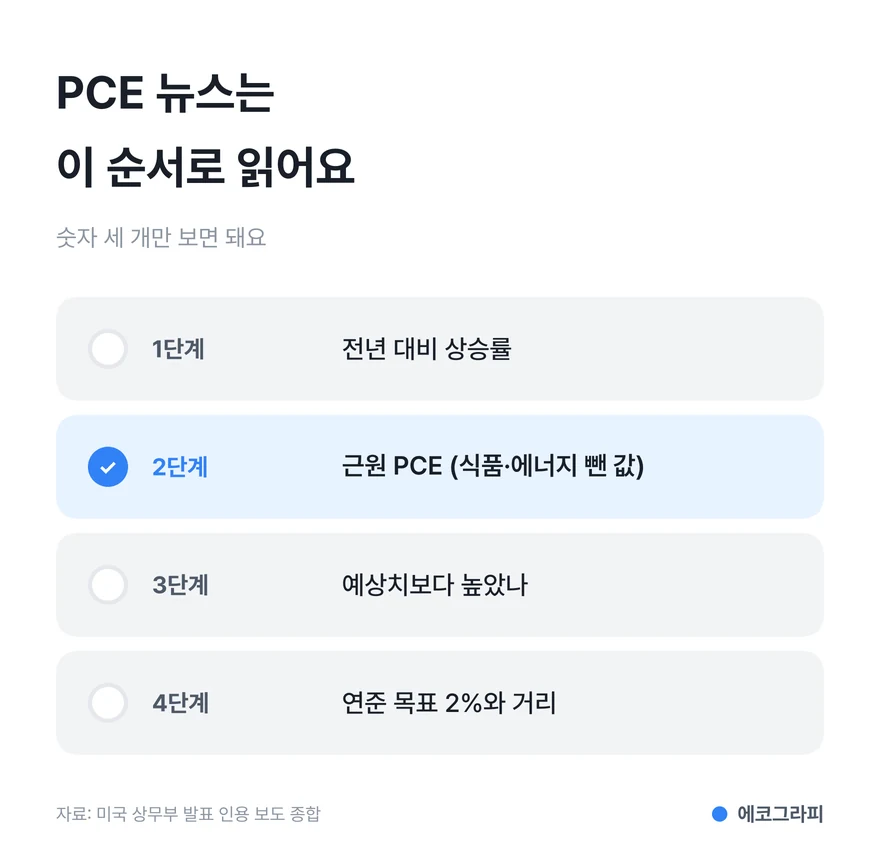 PCE 뉴스는
이 순서로 읽어요
숫자 세 개만 보면 돼요
1단계 전년 대비 상승률
2단계 근원 PCE (식품·에너지 뺀 값)
3단계 예상치보다 높았나
4단계 연준 목표 2%와 거리
자료: 미국 상무부 발표 인용 보도 종합
에코그라피